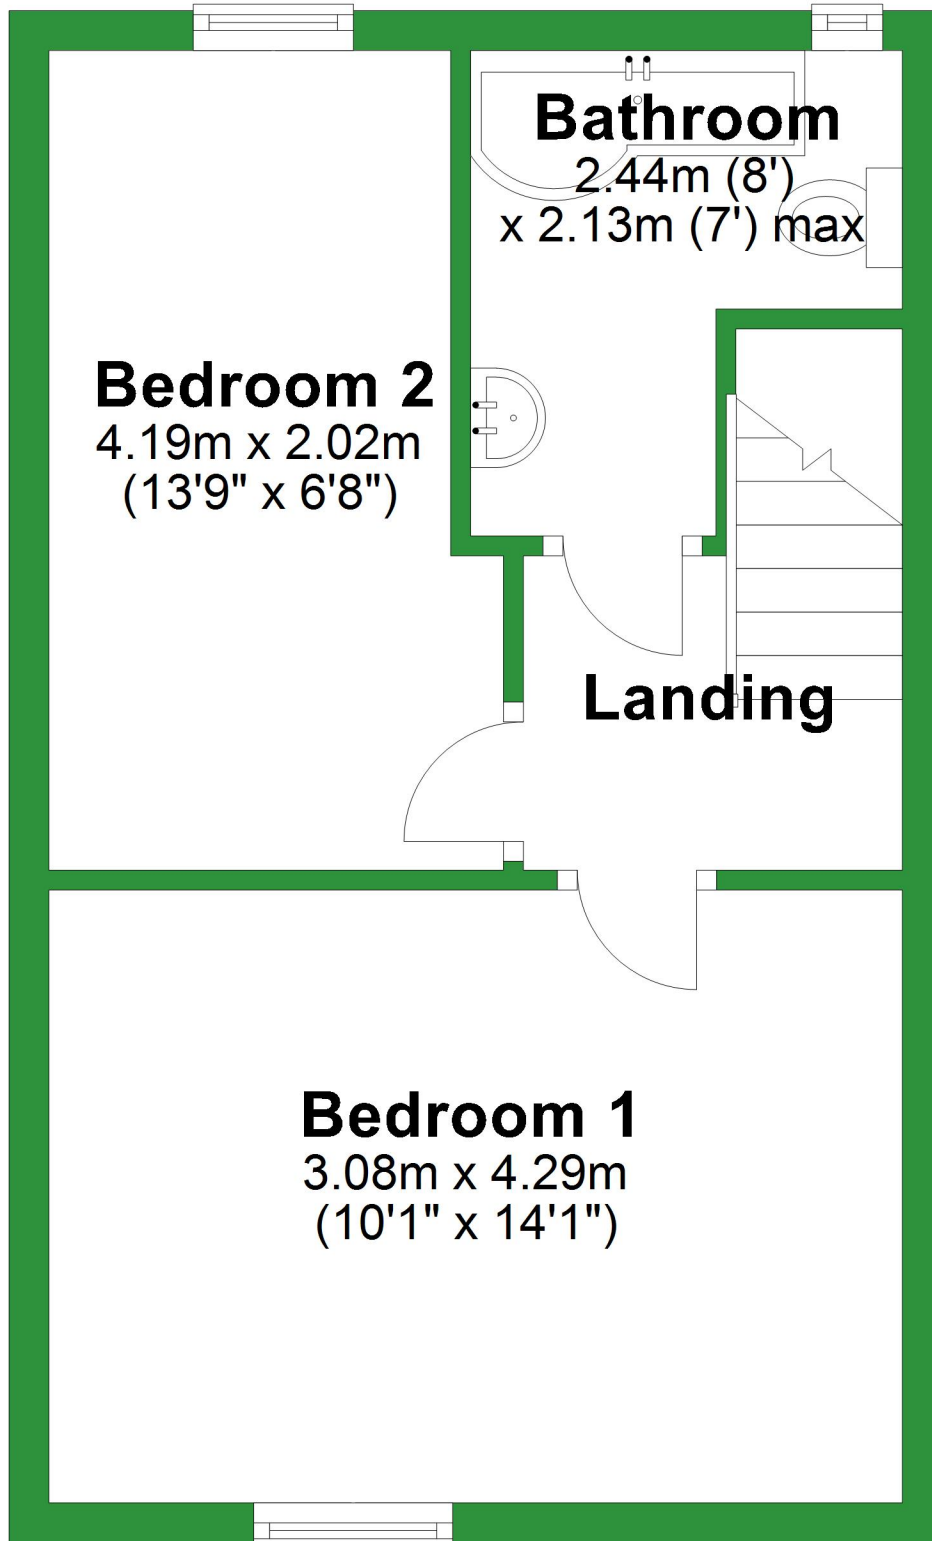 Bathroom
2.44m (8')
x 2.13m (7') max
Bedroom 2
4.19m x 2.02m
(13'9" x 6'8")
Landing
Bedroom 1
3.08m x 4.29m
(10'1" x 14'1")